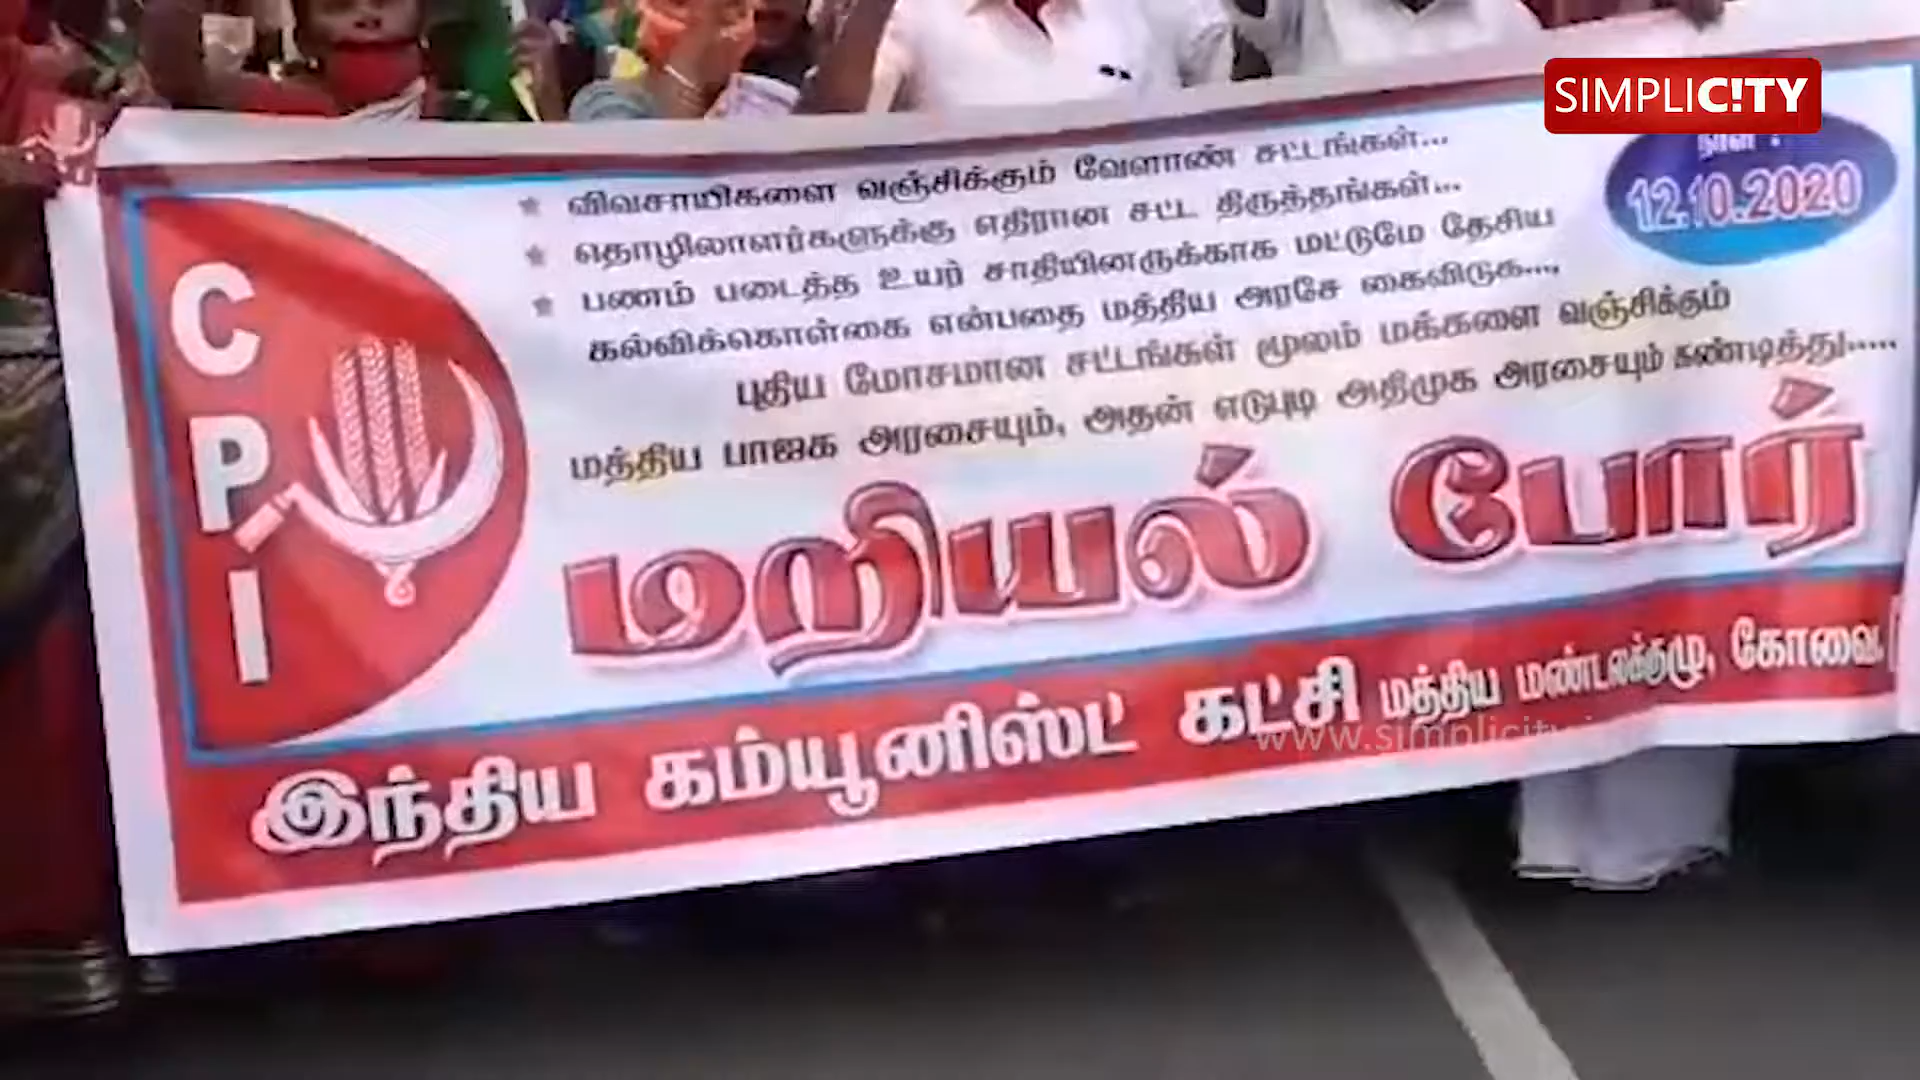 SIMPLIC!TY
நாள் :
12.10.2020
* விவசாயிகளை வஞ்சிக்கும் வேளாண் சட்டங்கள்...
* தொழிலாளர்களுக்கு எதிரான சட்ட திருத்தங்கள்...
* பணம் படைத்த உயர் சாதியினருக்காக மட்டுமே தேசிய
கல்விக்கொள்கை என்பதை மத்திய அரசே கைவிடுக....
புதிய மோசமான சட்டங்கள் மூலம் மக்களை வஞ்சிக்கும்
மத்திய பாஜக அரசையும், அதன் எடுபுடி அதிமுக அரசையும் கண்டித்து.....
மறியல் போர்
CPI
இந்திய கம்யூனிஸ்ட் கட்சி மத்திய மண்டலக்குழு, கோவை.
www.simplicity